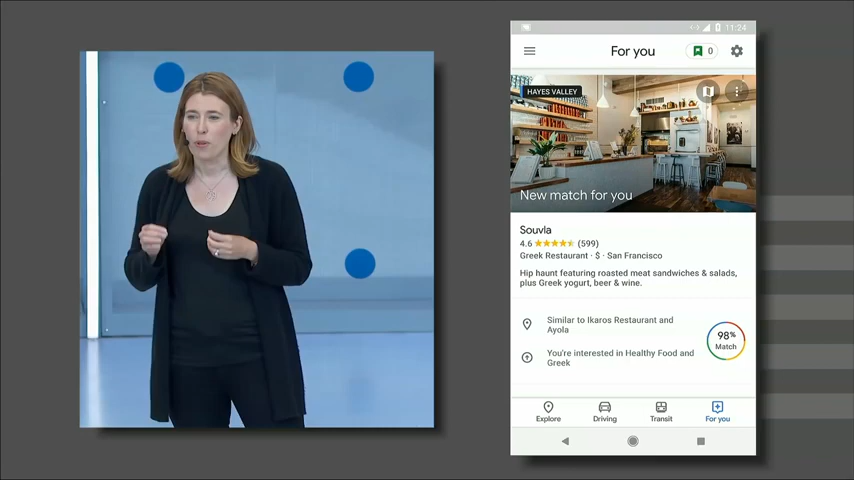 11:24
For you
0
HAYES VALLEY
New match for you
Souvla
4.6 (599)
Greek Restaurant · $ · San Francisco
Hip haunt featuring roasted meat sandwiches & salads,
plus Greek yogurt, beer & wine.
Similar to Ikaros Restaurant and
Ayola
98%
Match
You're interested in Healthy Food and
Greek
Explore
Driving
Transit
For you